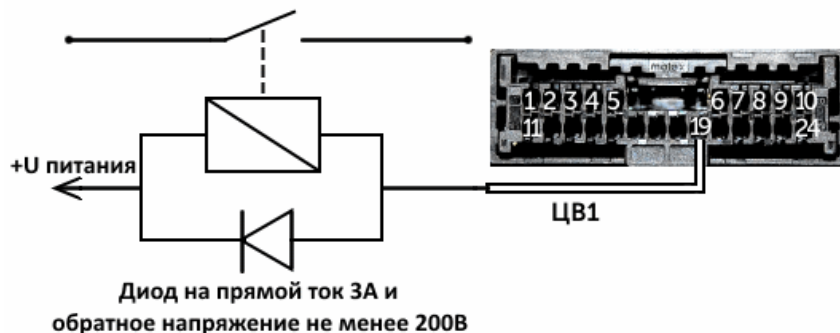 molex
1 2 3 4 5 6 7 8 9 10
11 19 24
+U питания
ЦВ1
Диод на прямой ток 3А и
обратное напряжение не менее 200В